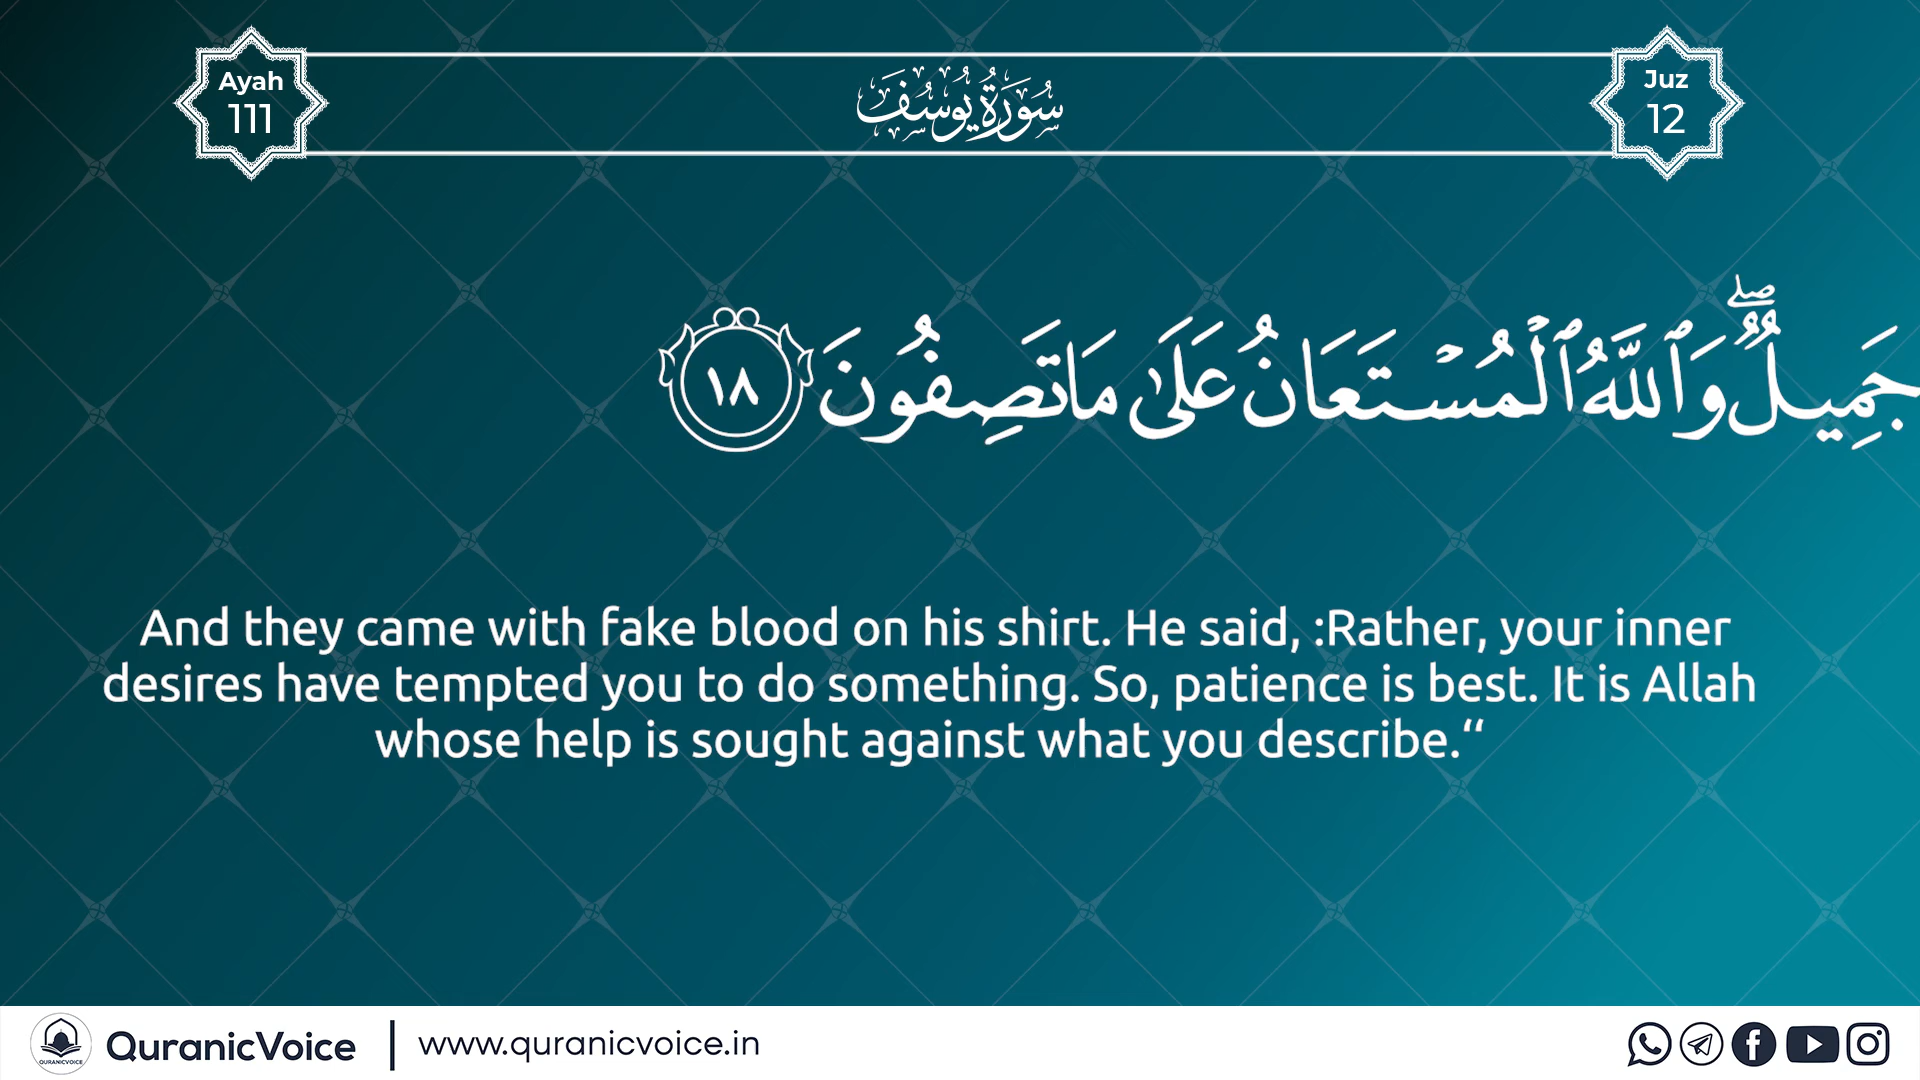 Ayah
111
سُورَةُ يُوسُفَ
Juz
12
جَمِيلٌۖ وَٱللَّهُ ٱلْمُسْتَعَانُ عَلَىٰ مَا تَصِفُونَ ١٨
And they came with fake blood on his shirt. He said, :Rather, your inner
desires have tempted you to do something. So, patience is best. It is Allah
whose help is sought against what you describe.“
QURANICVOICE
QuranicVoice | www.quranicvoice.in